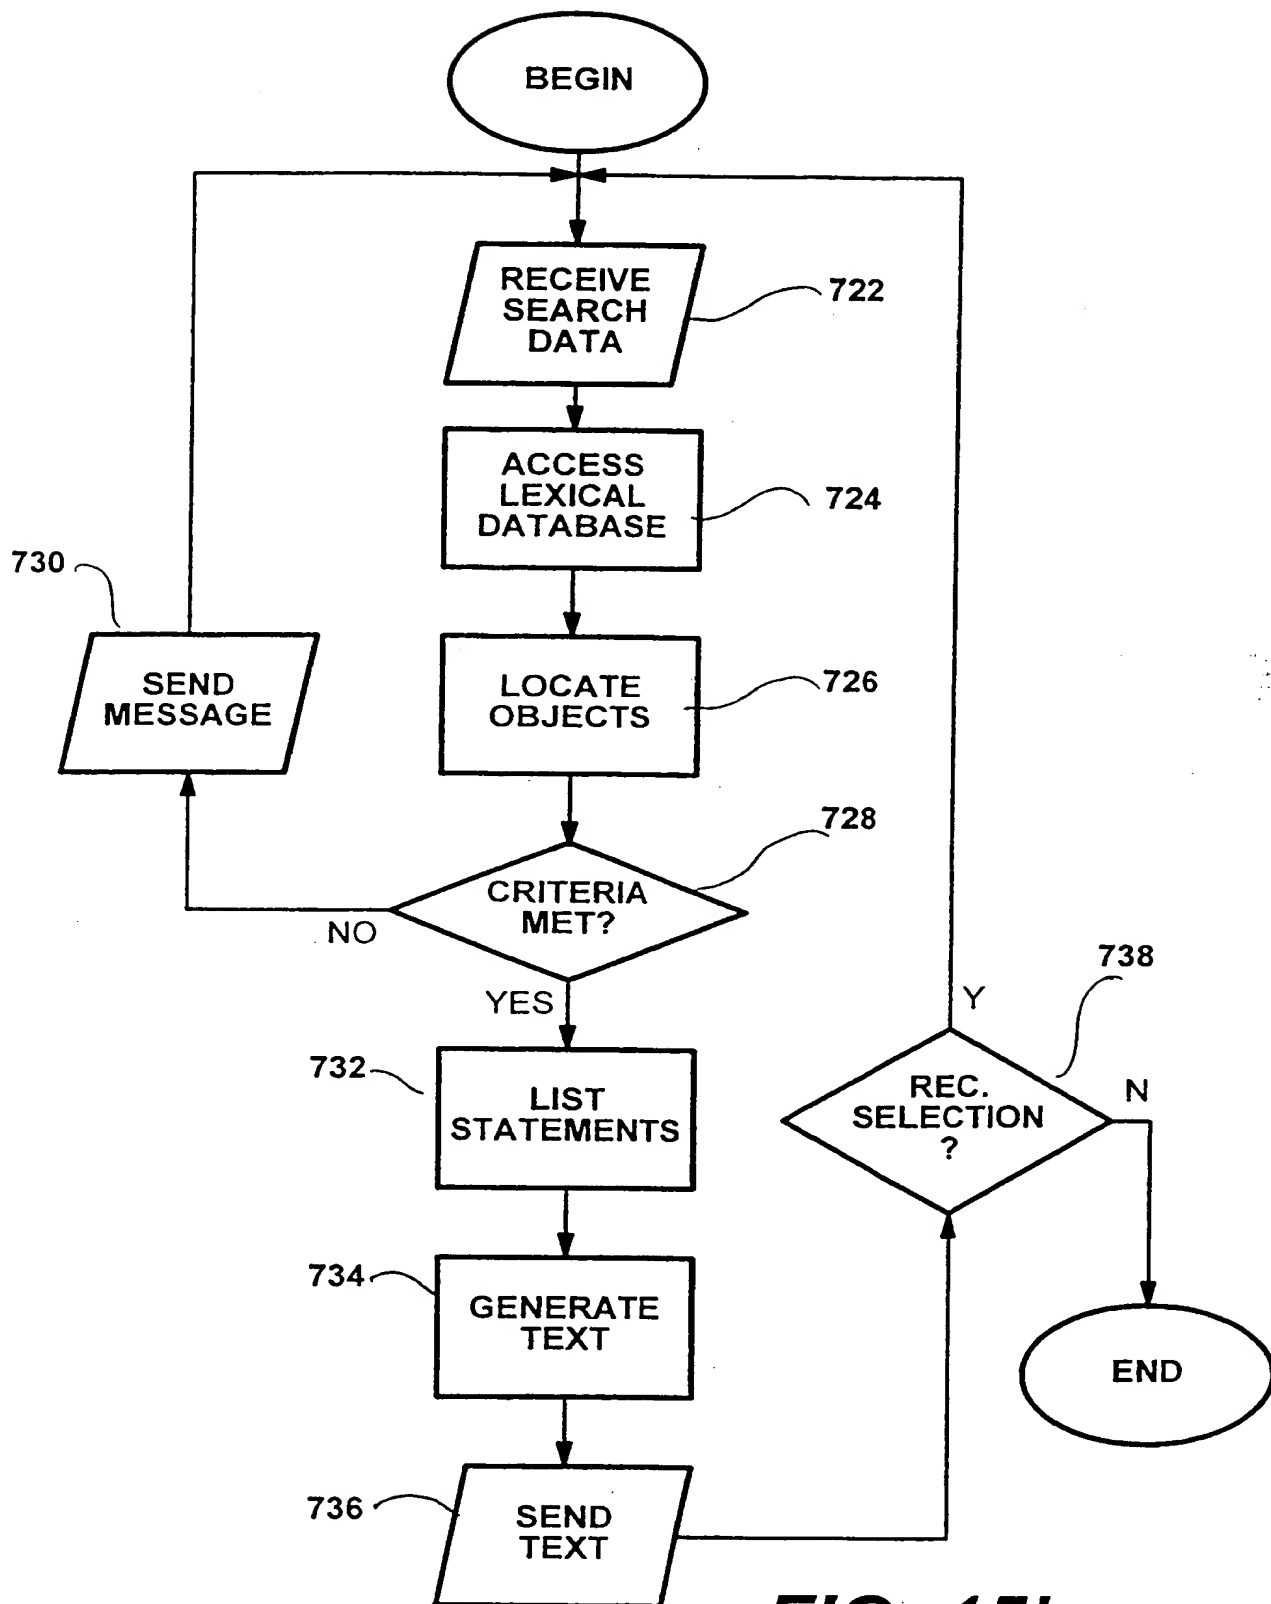 BEGIN
RECEIVE
SEARCH
DATA
722
ACCESS
LEXICAL
DATABASE
724
730
SEND
MESSAGE
LOCATE
OBJECTS
726
728
CRITERIA
MET?
NO
YES
738
Y
732
LIST
STATEMENTS
REC.
SELECTION
?
N
734
GENERATE
TEXT
END
736
SEND
TEXT